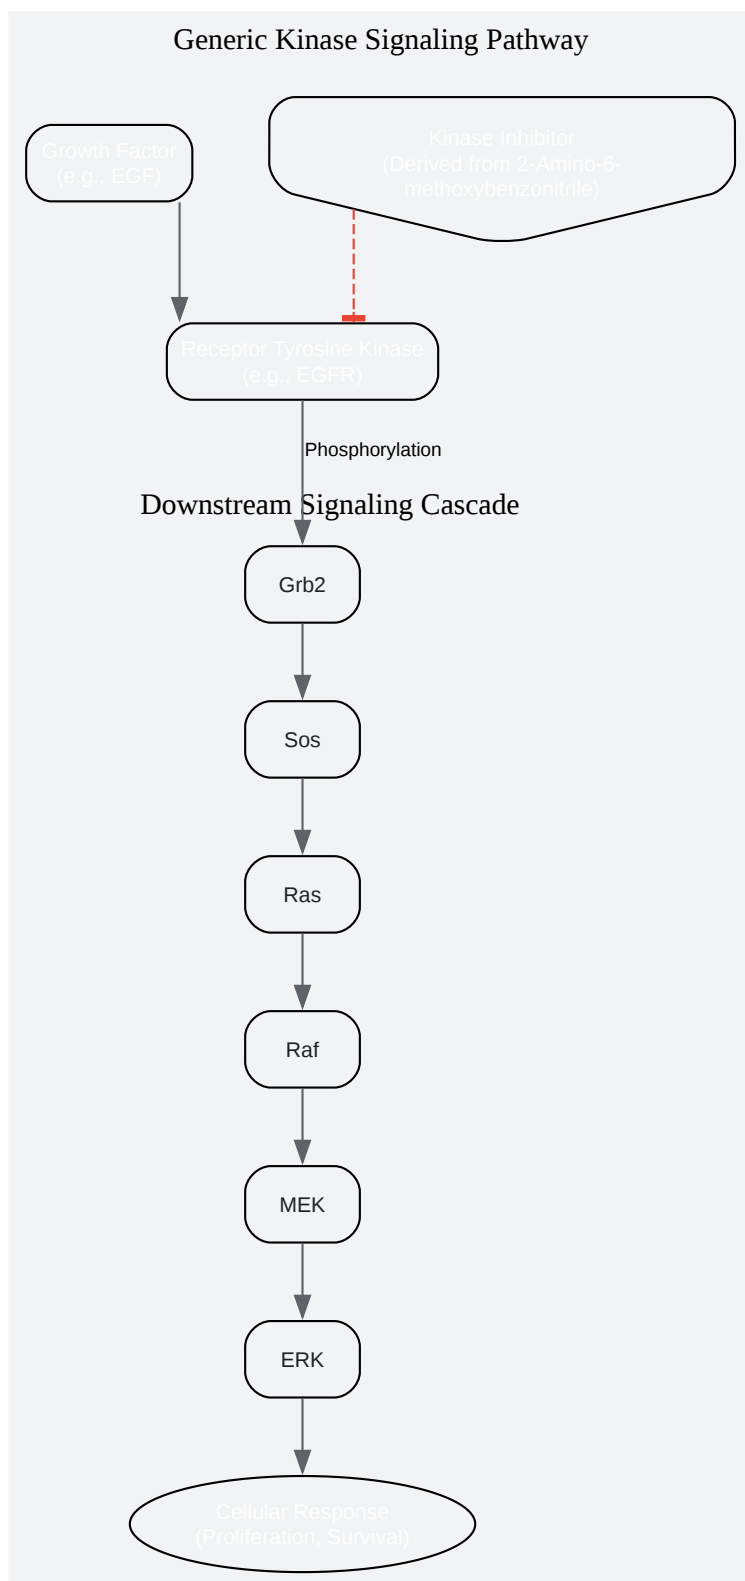 Generic Kinase Signaling Pathway
Growth Factor
(e.g., EGF)
Kinase Inhibitor
(Derived from 2-Amino-6-
methoxybenzonitrile)
Receptor Tyrosine Kinase
(e.g., EGFR)
Phosphorylation
Downstream Signaling Cascade
Grb2
Sos
Ras
Raf
MEK
ERK
Cellular Response
(Proliferation, Survival)